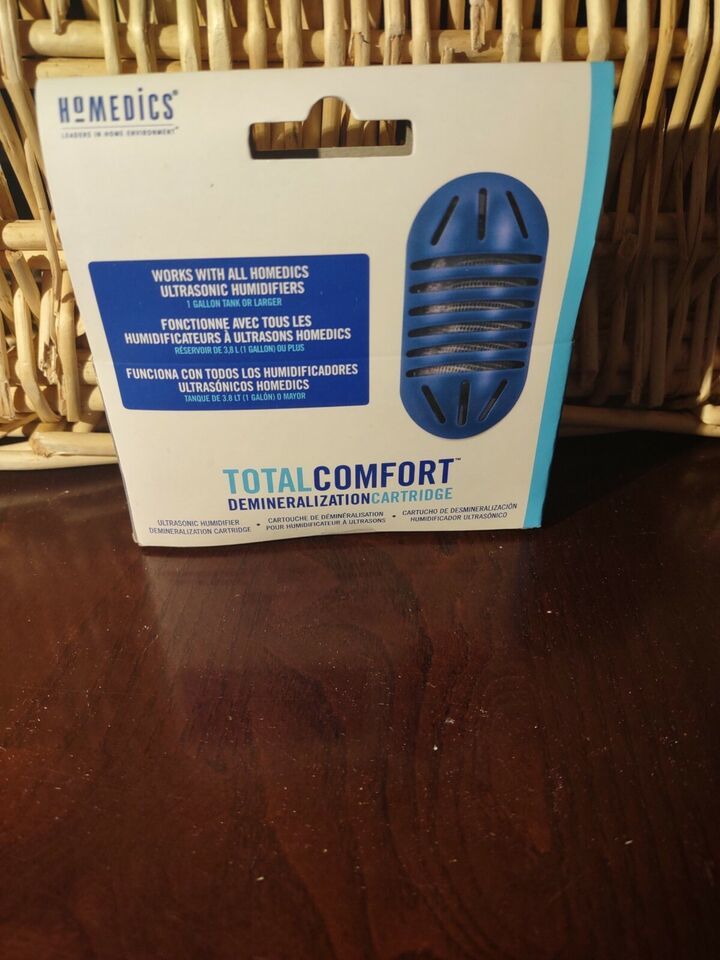 HoMEDiCS®
LEADERS IN HOME ENVIRONMENT™
WORKS WITH ALL HOMEDICS
ULTRASONIC HUMIDIFIERS
1 GALLON TANK OR LARGER
FONCTIONNE AVEC TOUS LES
HUMIDIFICATEURS À ULTRASONS HOMEDICS
RÉSERVOIR DE 3,8 L (1 GALLON) OU PLUS
FUNCIONA CON TODOS LOS HUMIDIFICADORES
ULTRASÓNICOS HOMEDICS
TANQUE DE 3.8 LT (1 GALÓN) O MAYOR
TOTALCOMFORT™
DEMINERALIZATIONCARTRIDGE
ULTRASONIC HUMIDIFIER
DEMINERALIZATION CARTRIDGE •
CARTOUCHE DE DÉMINÉRALISATION
POUR HUMIDIFICATEUR À ULTRASONS •
CARTUCHO DE DESMINERALIZACIÓN
HUMIDIFICADOR ULTRASÓNICO